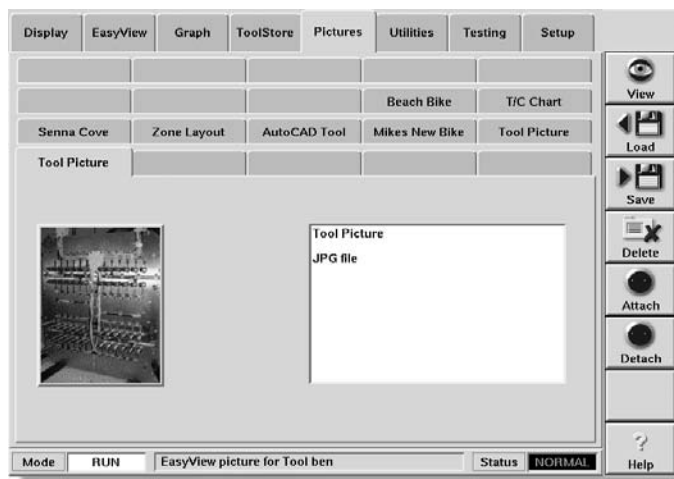 Display EasyView Graph ToolStore Pictures Utilities Testing Setup
View
Beach Bike T/C Chart
Senna Cove Zone Layout AutoCAD Tool Mikes New Bike Tool Picture
Load
Tool Picture
Save
Tool Picture
JPG file
Delete
Attach
Detach
Mode RUN EasyView picture for Tool ben Status NORMAL
? Help